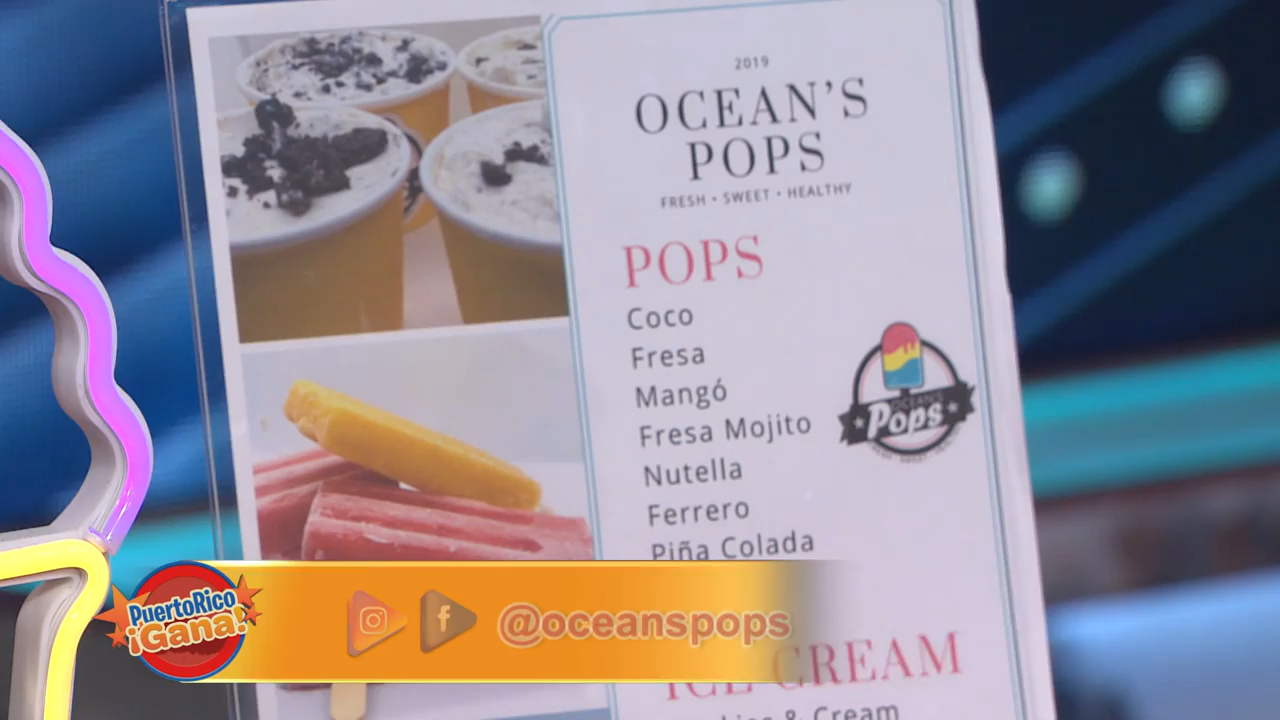 2019
OCEAN'S
POPS
FRESH • SWEET • HEALTHY
POPS
Coco
Fresa
Mangó
Fresa Mojito
Nutella
Ferrero
Piña Colada
OCEAN'S
Pops
PuertoRico
¡Gana!
@oceanspops
ICE CREAM
& Cream